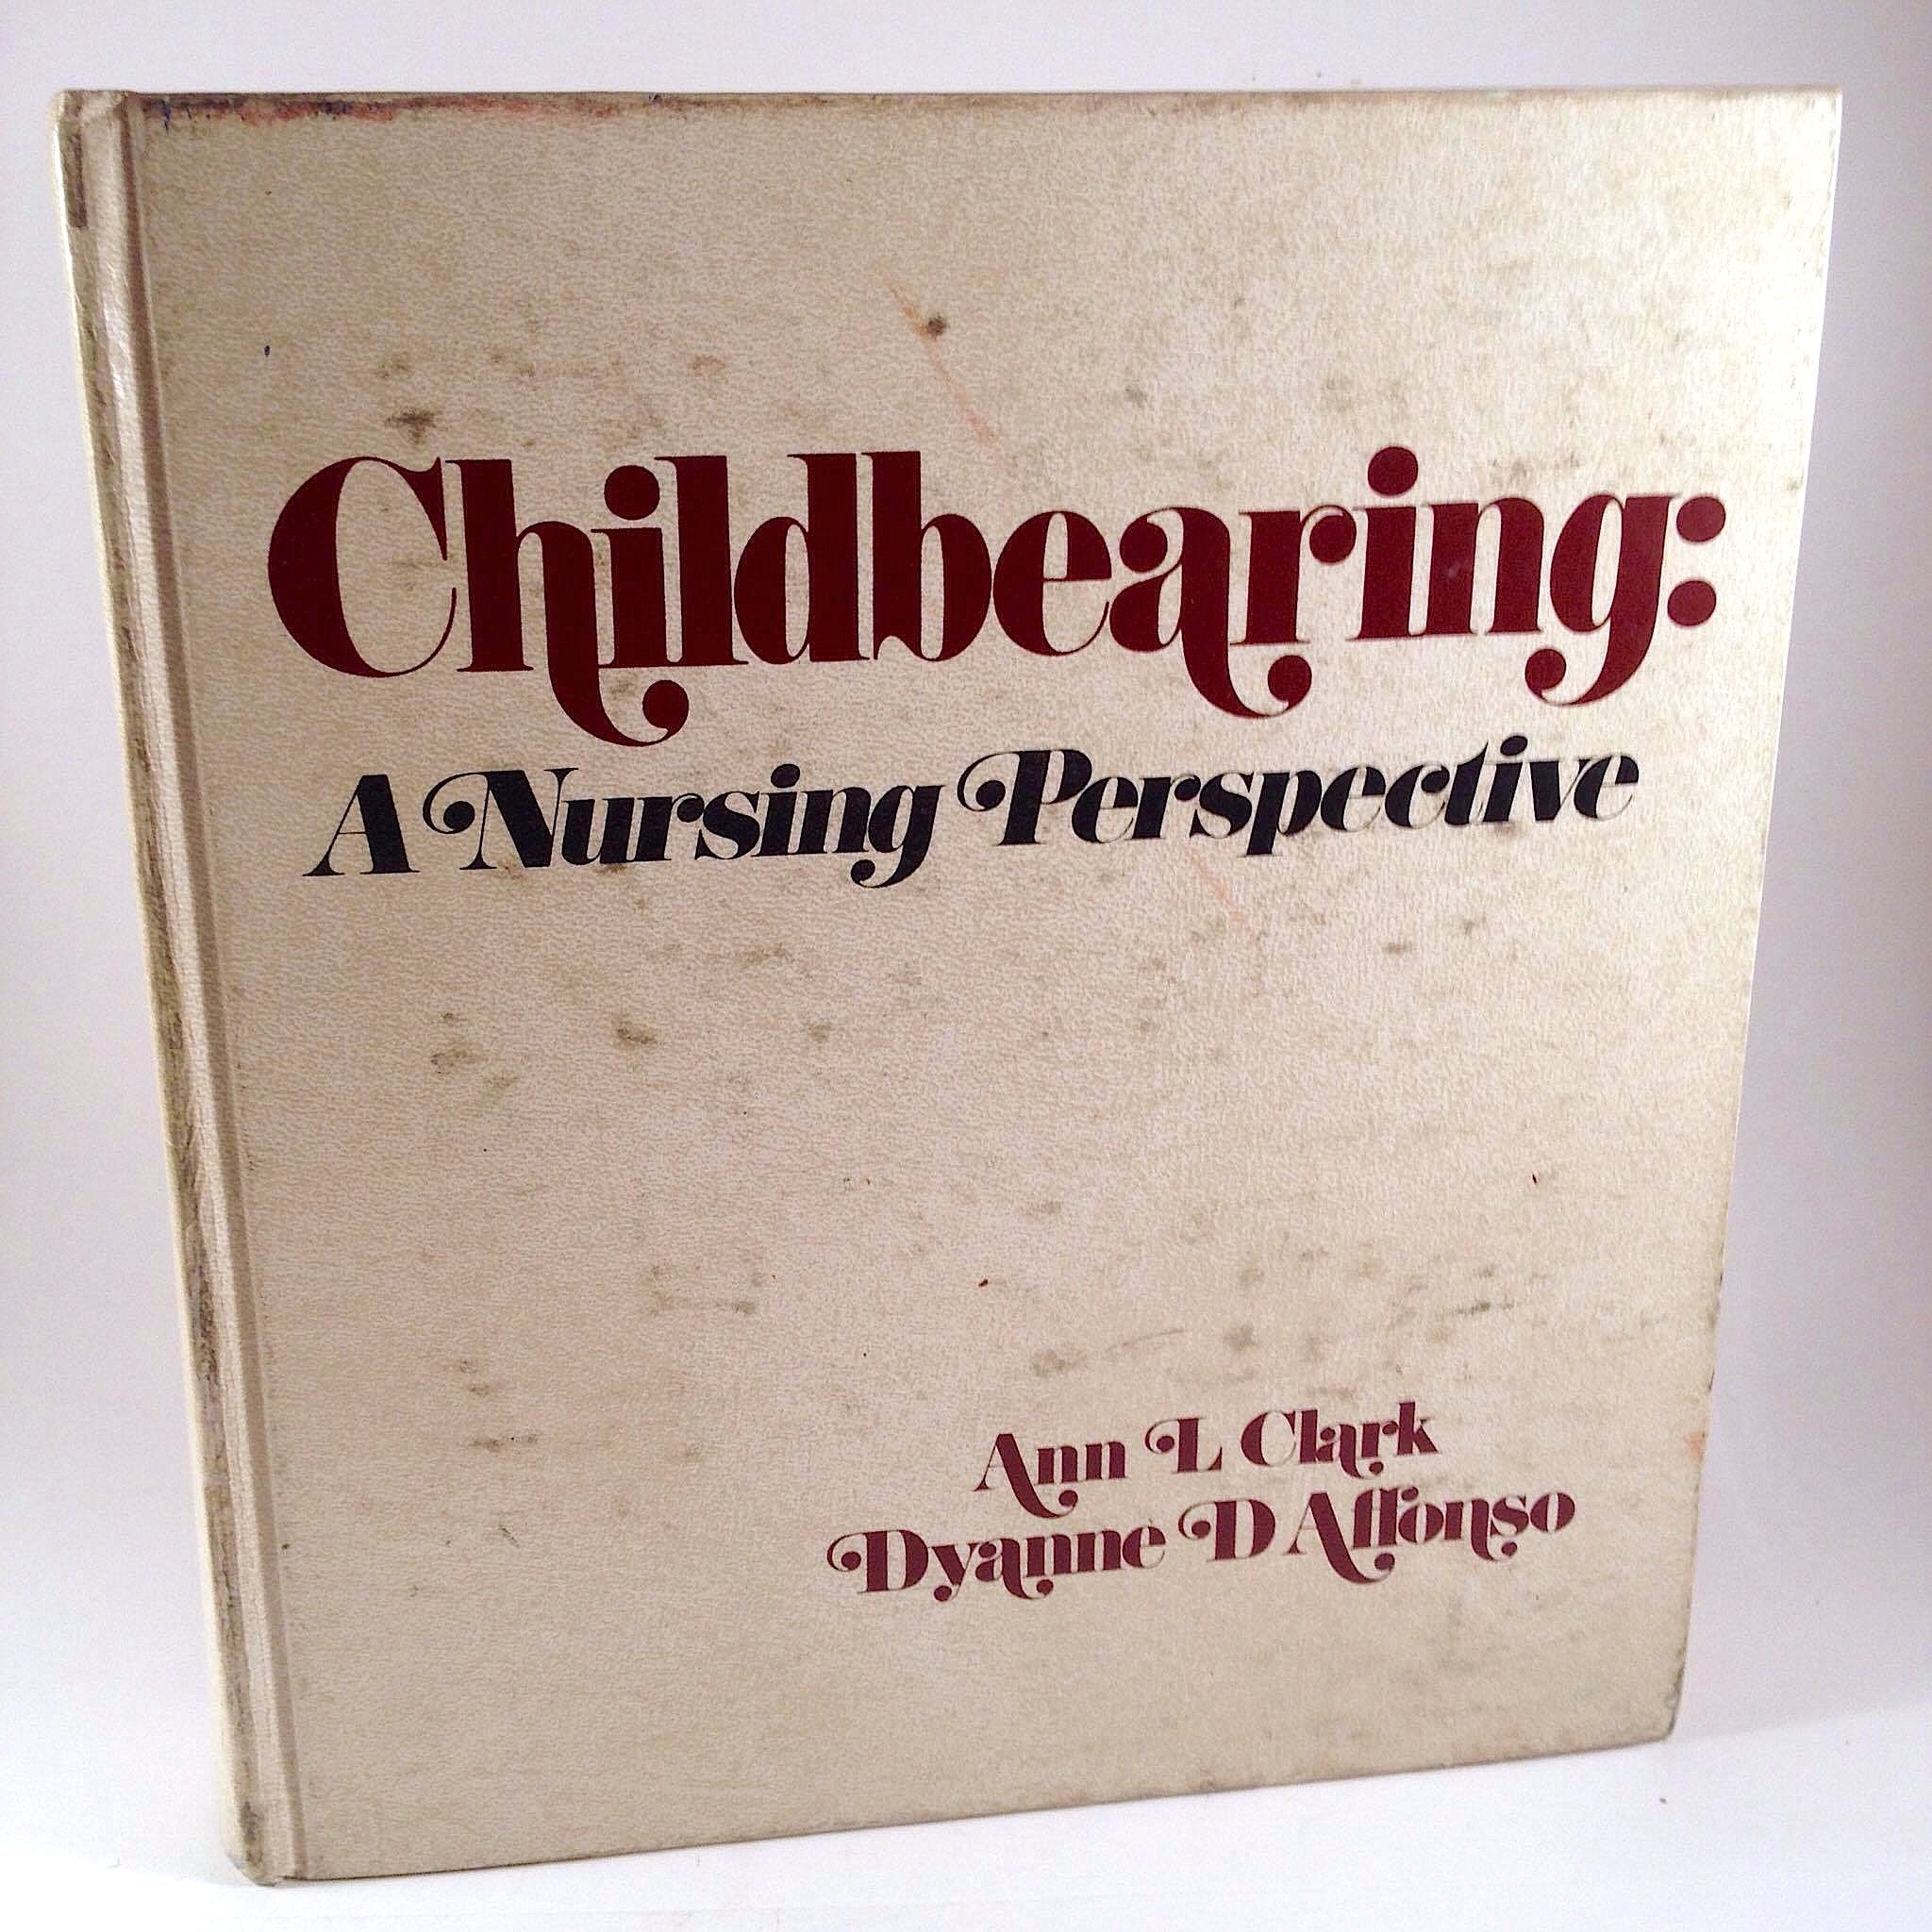 Childbearing:
A Nursing Perspective
Ann L Clark
Dyanne D Affonso